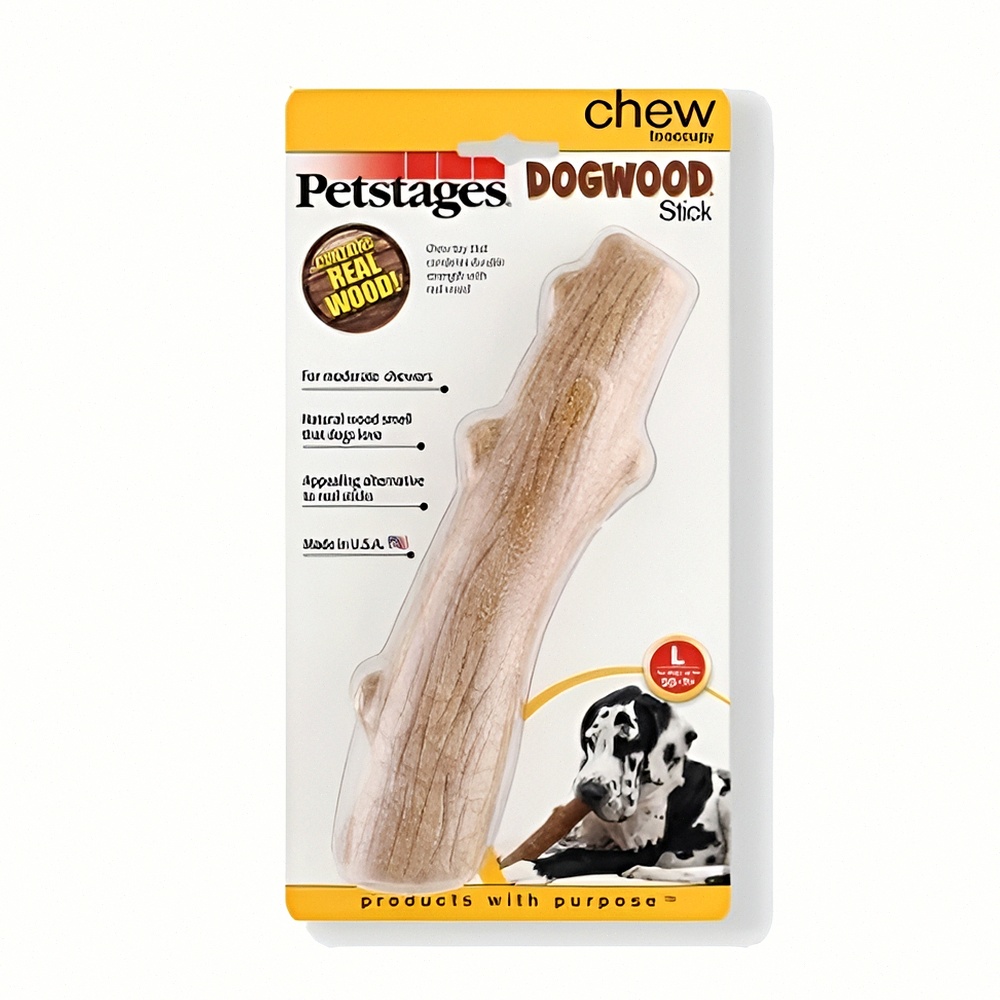 chew
Petstages
DOGWOOD
Stick
REAL
WOOD!
For moderate chewers
Natural wood smell
that dogs love
Appealing alternative
to real sticks
Made in U.S.A.
L
products with purpose